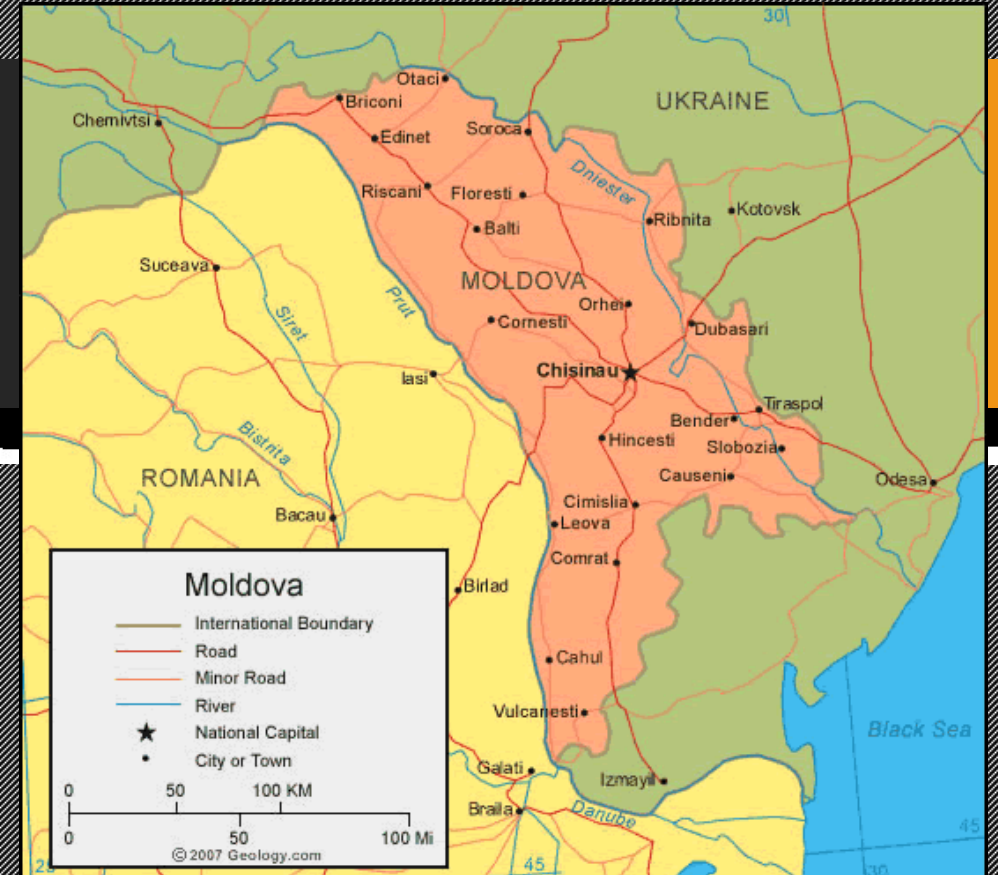 30
Otaci
Briconi
UKRAINE
Chernivtsi
Edinet
Soroca
Dniester
Riscani
Floresti
Ribnita
Kotovsk
Balti
Suceava
MOLDOVA
Prut
Siret
Orhei
Cornesti
Dubasari
Chisinau
Iasi
Tiraspol
Bender
Bistrita
Hincesti
Slobozia
ROMANIA
Causeni
Odesa
Cimislia
Bacau
Leova
Comrat
Birlad
Cahul
Vulcanesti
Black Sea
Galati
Izmayil
Braila
Danube
45
45
30
25
Moldova
International Boundary
Road
Minor Road
River
National Capital
City or Town
0 50 100 KM
0 50 100 Mi
© 2007 Geology.com